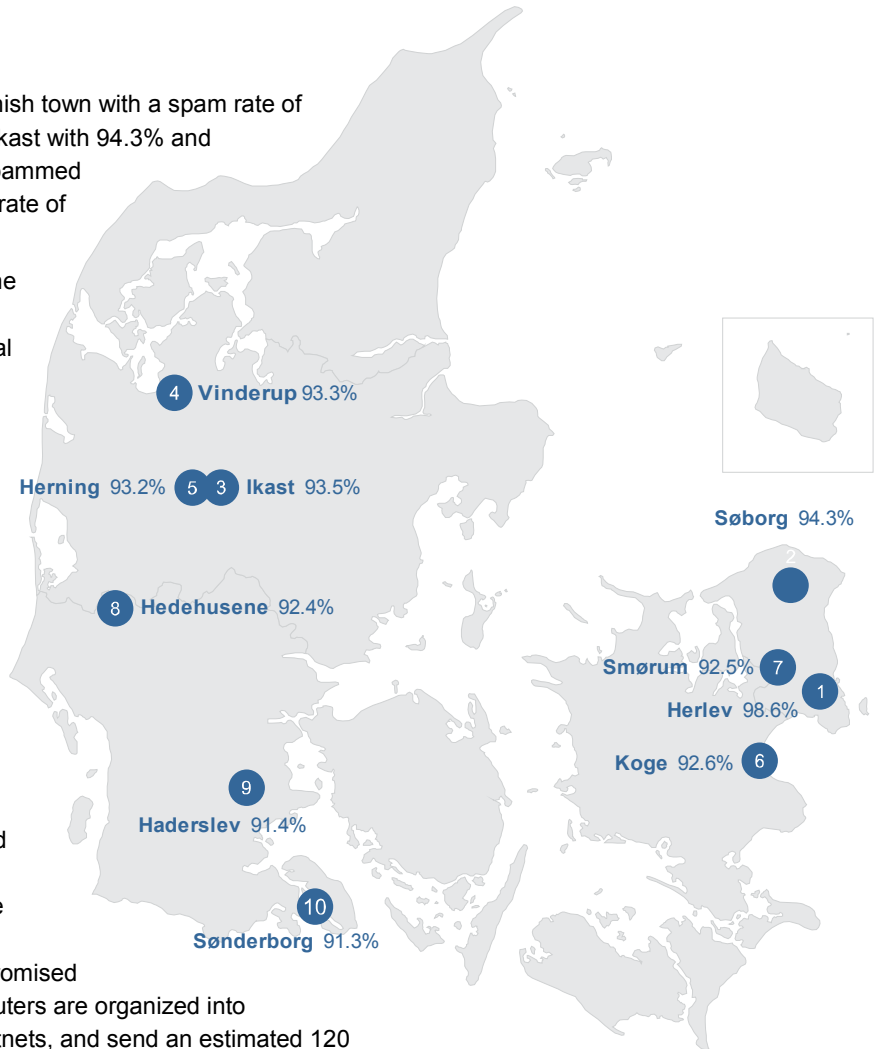 nish town with a spam rate of
kast with 94.3% and
ammed
rate of
ne
al
4 Vinderup 93.3%
Herning 93.2% 5 3 Ikast 93.5%
Søborg 94.3%
2
8 Hedehusene 92.4%
Smørum 92.5% 7
1
Herlev 98.6%
Koge 92.6% 6
9
Haderslev 91.4%
d
e
10
Sønderborg 91.3%
romised
uters are organized into
tnets, and send an estimated 120